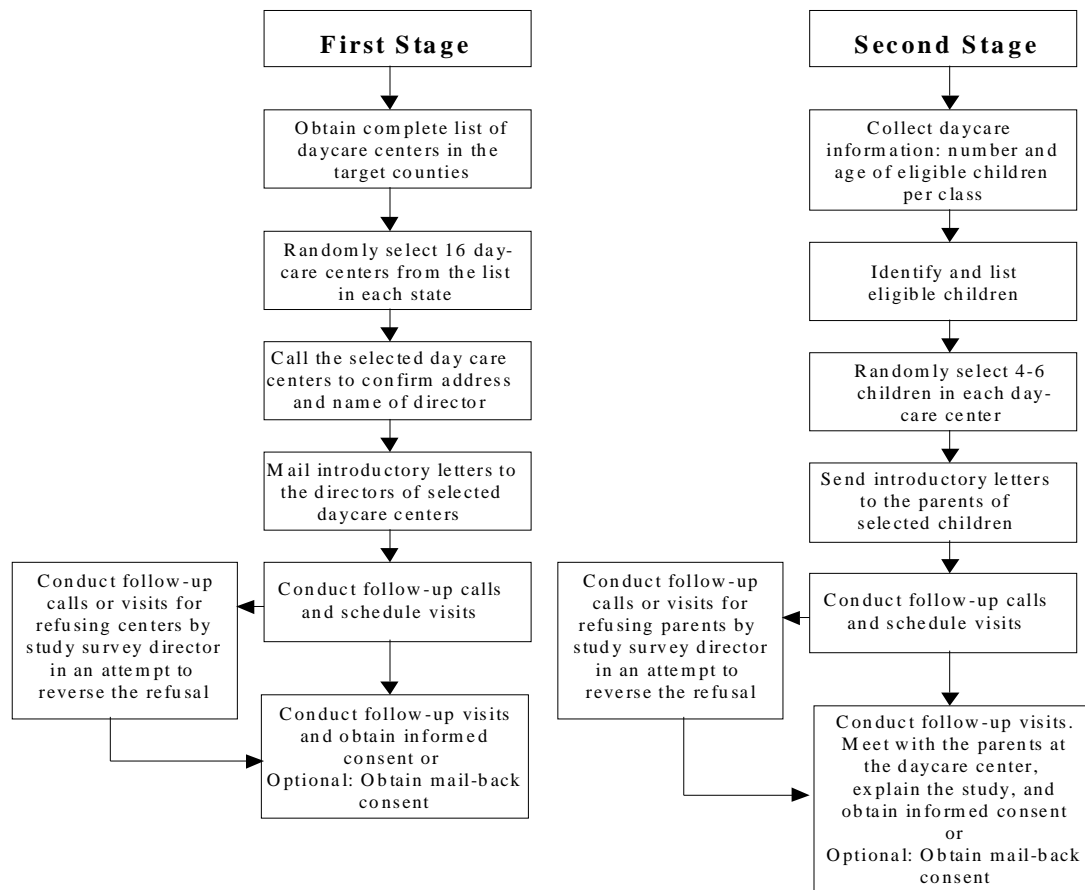 First Stage
Obtain complete list of
daycare centers in the
target counties
Randomly select 16 day-
care centers from the list
in each state
Call the selected day care
centers to confirm address
and name of director
Mail introductory letters to
the directors of selected
daycare centers
Conduct follow-up calls
and schedule visits
Conduct follow-up
calls or visits for
refusing centers by
study survey director
in an attempt to
reverse the refusal
Conduct follow-up visits
and obtain informed
consent or
Optional: Obtain mail-back
consent
Second Stage
Collect daycare
information: number and
age of eligible children
per class
Identify and list
eligible children
Randomly select 4-6
children in each day-
care center
Send introductory letters
to the parents of
selected children
Conduct follow-up calls
and schedule visits
Conduct follow-up
calls or visits for
refusing parents by
study survey director
in an attempt to
reverse the refusal
Conduct follow-up visits.
Meet with the parents at
the daycare center,
explain the study, and
obtain informed consent
or
Optional: Obtain mail-back
consent